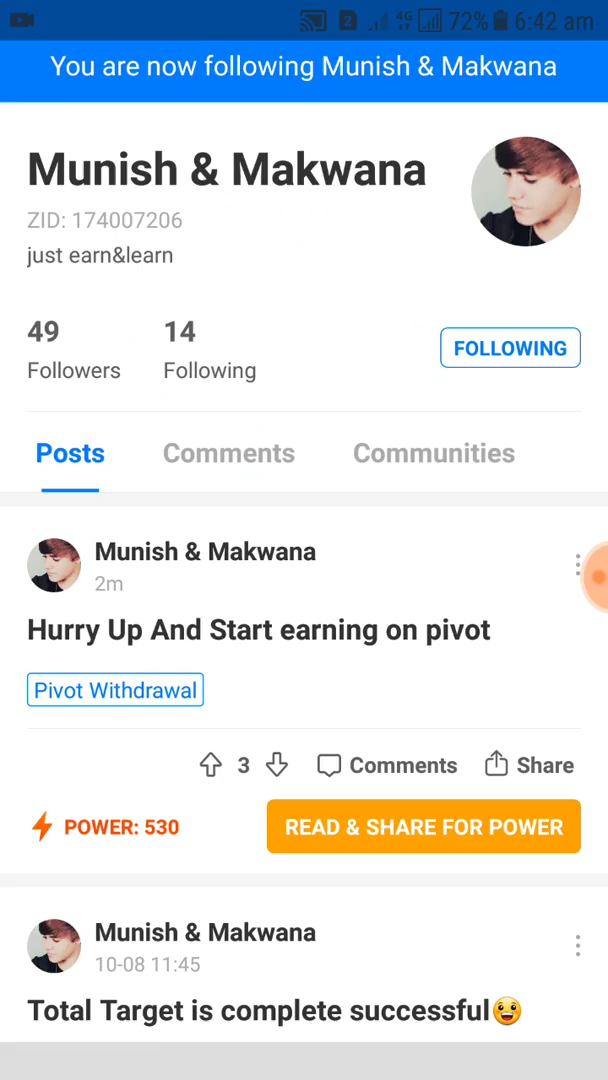 2 4G 72% 6:42 am
You are now following Munish & Makwana
Munish & Makwana
ZID: 174007206
just earn&learn
49 14
Followers Following FOLLOWING
Posts Comments Communities
Munish & Makwana
2m
Hurry Up And Start earning on pivot
Pivot Withdrawal
3 Comments Share
POWER: 530 READ & SHARE FOR POWER
Munish & Makwana
10-08 11:45
Total Target is complete successful😀